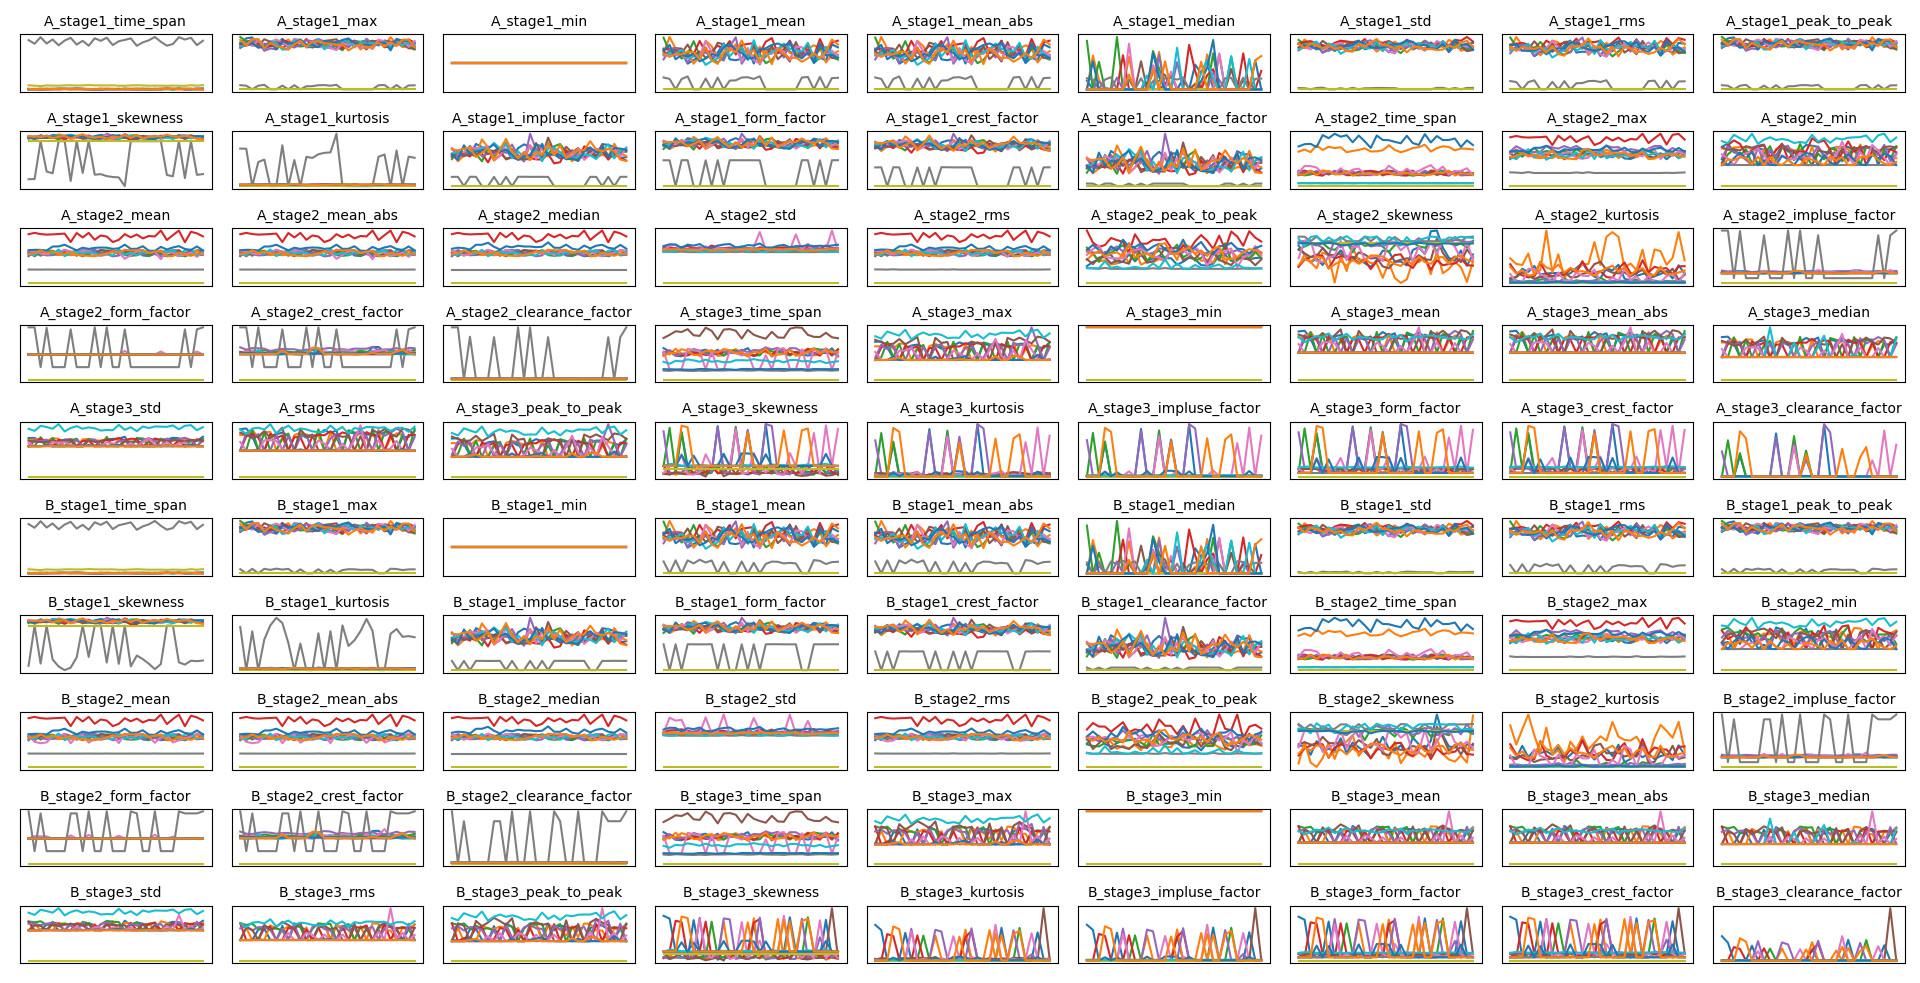 A_stage1_time_span A_stage1_max A_stage1_min A_stage1_mean A_stage1_mean_abs A_stage1_median A_stage1_std A_stage1_rms A_stage1_peak_to_peak
A_stage1_skewness A_stage1_kurtosis A_stage1_impluse_factor A_stage1_form_factor A_stage1_crest_factor A_stage1_clearance_factor A_stage2_time_span A_stage2_max A_stage2_min
A_stage2_mean A_stage2_mean_abs A_stage2_median A_stage2_std A_stage2_rms A_stage2_peak_to_peak A_stage2_skewness A_stage2_kurtosis A_stage2_impluse_factor
A_stage2_form_factor A_stage2_crest_factor A_stage2_clearance_factor A_stage3_time_span A_stage3_max A_stage3_min A_stage3_mean A_stage3_mean_abs A_stage3_median
A_stage3_std A_stage3_rms A_stage3_peak_to_peak A_stage3_skewness A_stage3_kurtosis A_stage3_impluse_factor A_stage3_form_factor A_stage3_crest_factor A_stage3_clearance_factor
B_stage1_time_span B_stage1_max B_stage1_min B_stage1_mean B_stage1_mean_abs B_stage1_median B_stage1_std B_stage1_rms B_stage1_peak_to_peak
B_stage1_skewness B_stage1_kurtosis B_stage1_impluse_factor B_stage1_form_factor B_stage1_crest_factor B_stage1_clearance_factor B_stage2_time_span B_stage2_max B_stage2_min
B_stage2_mean B_stage2_mean_abs B_stage2_median B_stage2_std B_stage2_rms B_stage2_peak_to_peak B_stage2_skewness B_stage2_kurtosis B_stage2_impluse_factor
B_stage2_form_factor B_stage2_crest_factor B_stage2_clearance_factor B_stage3_time_span B_stage3_max B_stage3_min B_stage3_mean B_stage3_mean_abs B_stage3_median
B_stage3_std B_stage3_rms B_stage3_peak_to_peak B_stage3_skewness B_stage3_kurtosis B_stage3_impluse_factor B_stage3_form_factor B_stage3_crest_factor B_stage3_clearance_factor